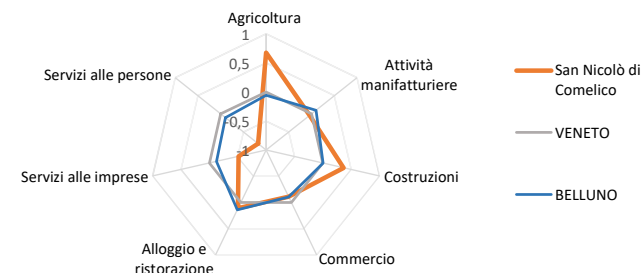 Agricoltura
1
0,5
0
-0,5
-1
Attività
manifatturiere
Costruzioni
Commercio
Alloggio e
ristorazione
Servizi alle imprese
Servizi alle persone
San Nicolò di
Comelico
VENETO
BELLUNO